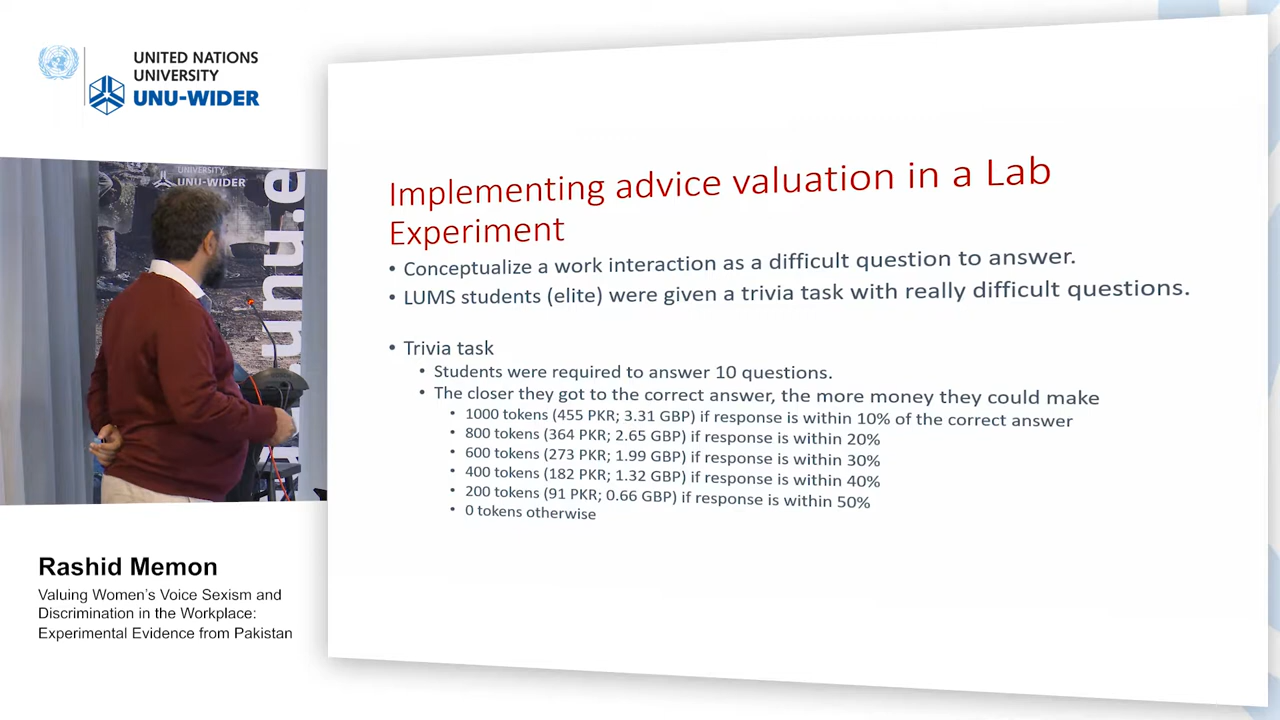 UNITED NATIONS
UNIVERSITY
UNU-WIDER
UNIVERSITY
UNU-WIDER
unu.e
Implementing advice valuation in a Lab
Experiment
• Conceptualize a work interaction as a difficult question to answer.
• LUMS students (elite) were given a trivia task with really difficult questions.
• Trivia task
• Students were required to answer 10 questions.
• The closer they got to the correct answer, the more money they could make
• 1000 tokens (455 PKR; 3.31 GBP) if response is within 10% of the correct answer
• 800 tokens (364 PKR; 2.65 GBP) if response is within 20%
• 600 tokens (273 PKR; 1.99 GBP) if response is within 30%
• 400 tokens (182 PKR; 1.32 GBP) if response is within 40%
• 200 tokens (91 PKR; 0.66 GBP) if response is within 50%
• 0 tokens otherwise
Rashid Memon
Valuing Women's Voice Sexism and
Discrimination in the Workplace:
Experimental Evidence from Pakistan